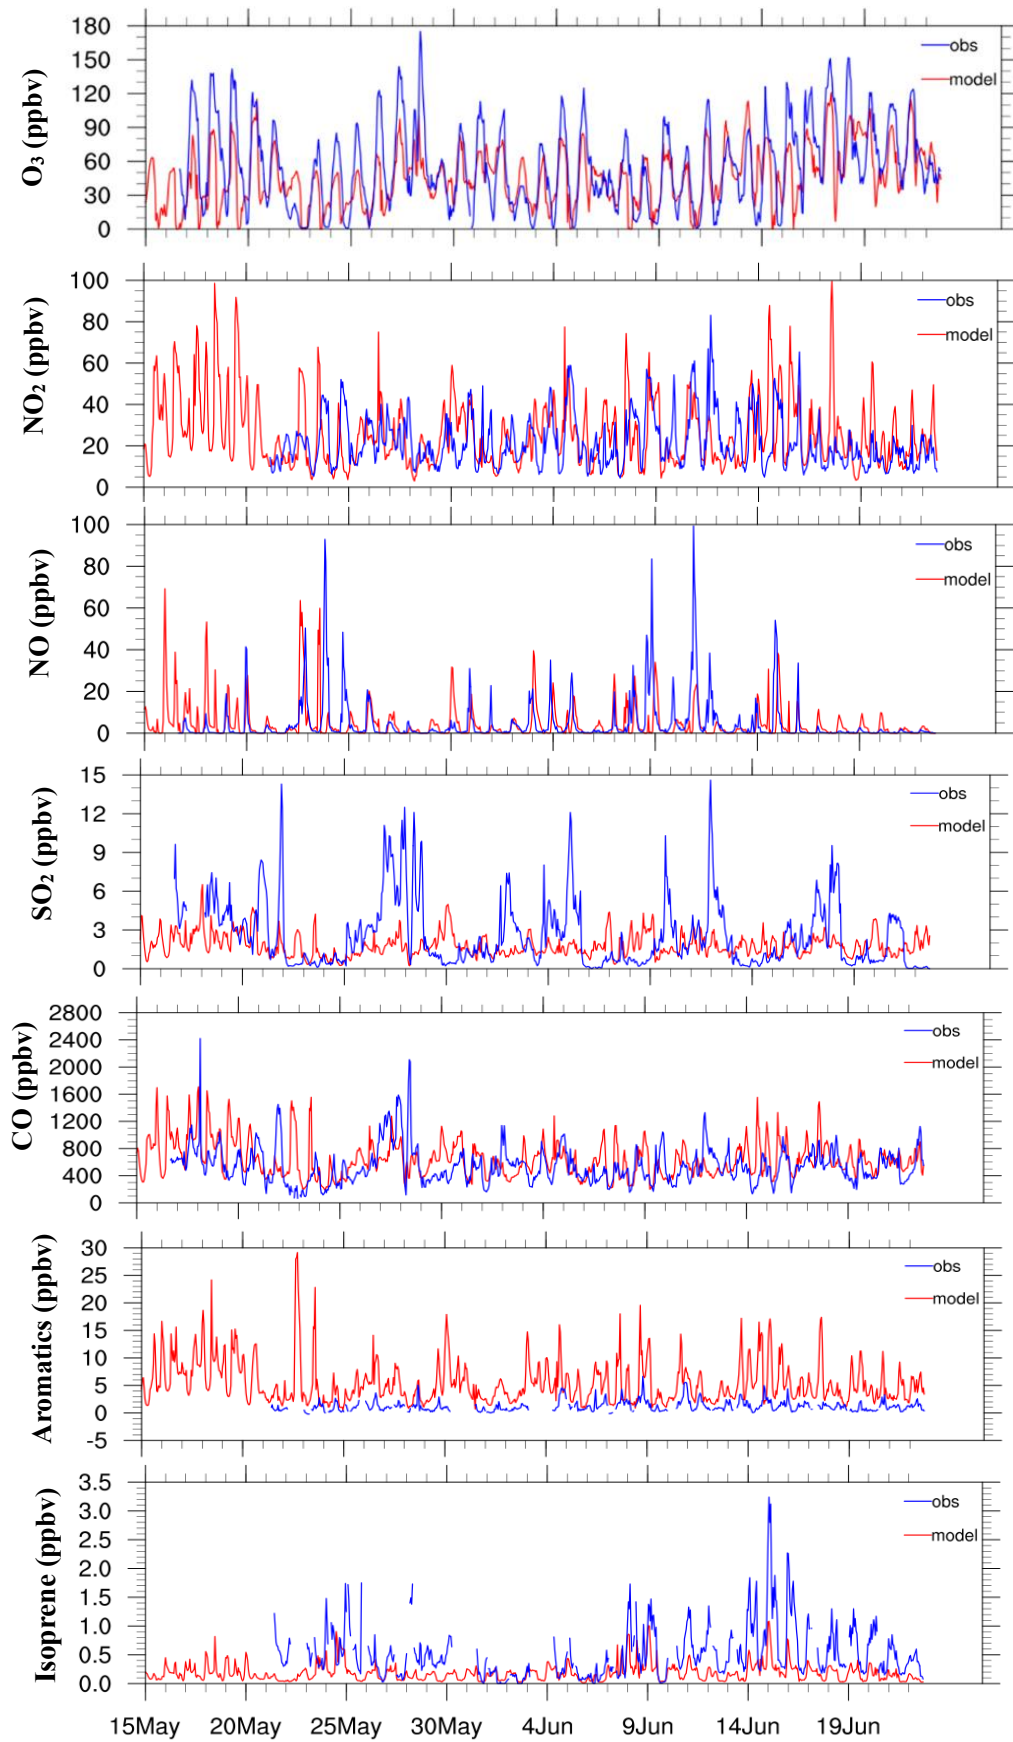 O₃ (ppbv)
180
150
120
90
60
30
0
obs
model
NO₂ (ppbv)
100
80
60
40
20
0
obs
model
NO (ppbv)
100
80
60
40
20
0
obs
model
SO₂ (ppbv)
15
12
9
6
3
0
obs
model
CO (ppbv)
2800
2400
2000
1600
1200
800
400
0
obs
model
Aromatics (ppbv)
30
25
20
15
10
5
0
-5
obs
model
Isoprene (ppbv)
3.5
3.0
2.5
2.0
1.5
1.0
0.5
0.0
obs
model
15May 20May 25May 30May 4Jun 9Jun 14Jun 19Jun